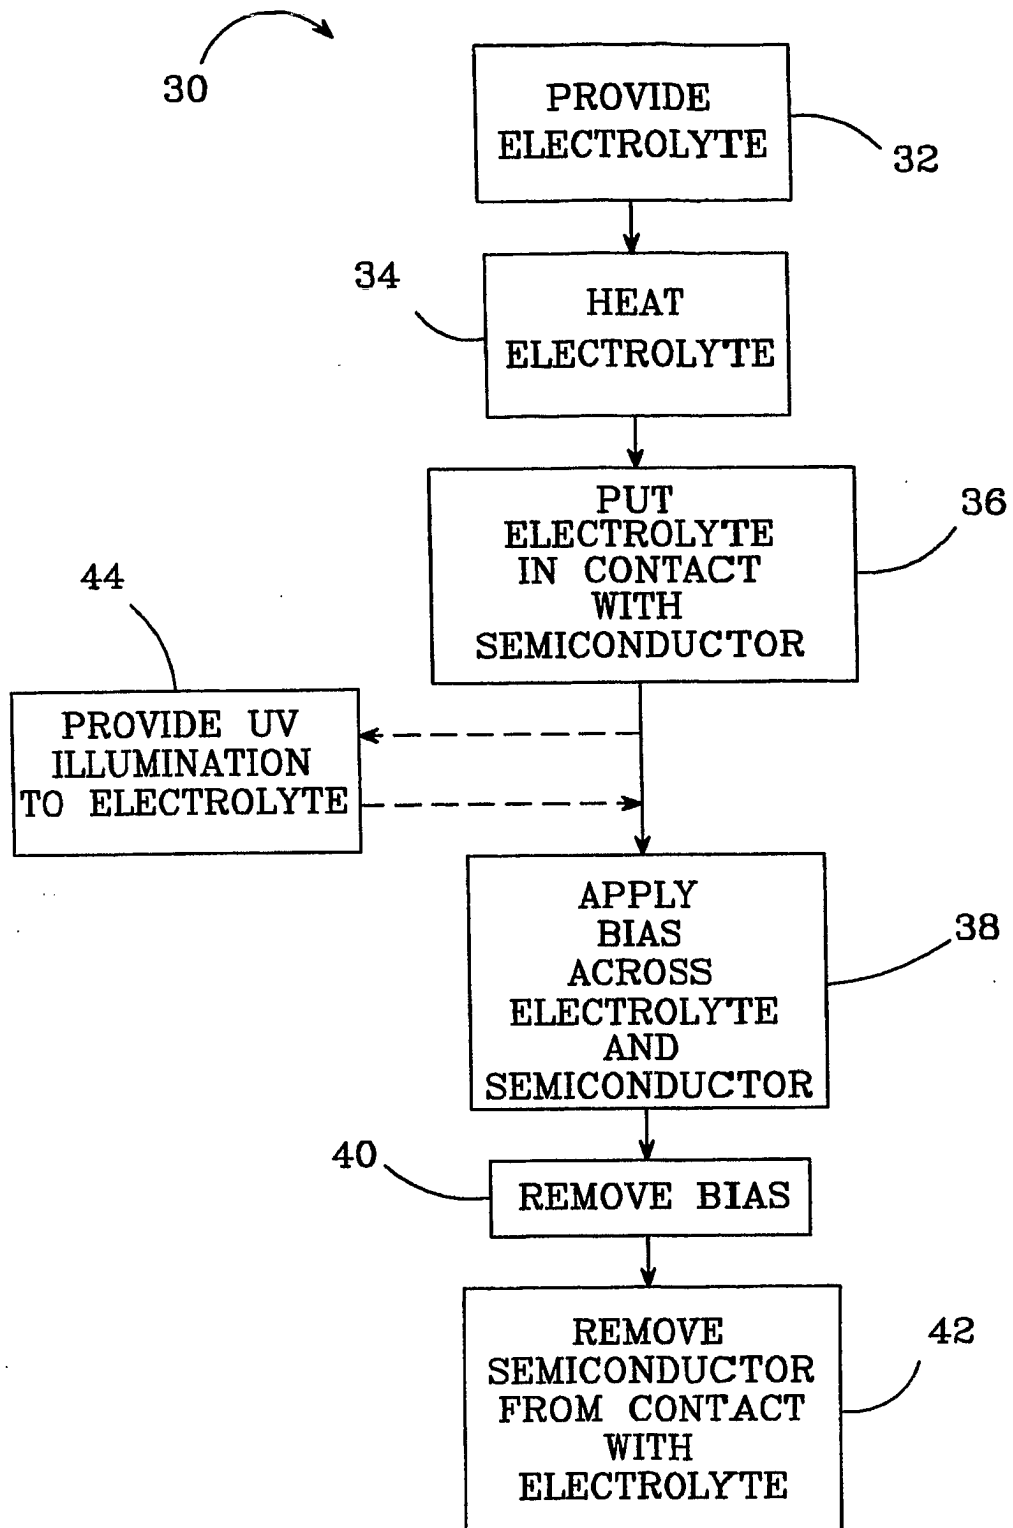 30
PROVIDE
ELECTROLYTE
32
34
HEAT
ELECTROLYTE
PUT
ELECTROLYTE
IN CONTACT
WITH
SEMICONDUCTOR
36
44
PROVIDE UV
ILLUMINATION
TO ELECTROLYTE
APPLY
BIAS
ACROSS
ELECTROLYTE
AND
SEMICONDUCTOR
38
40
REMOVE BIAS
REMOVE
SEMICONDUCTOR
FROM CONTACT
WITH
ELECTROLYTE
42